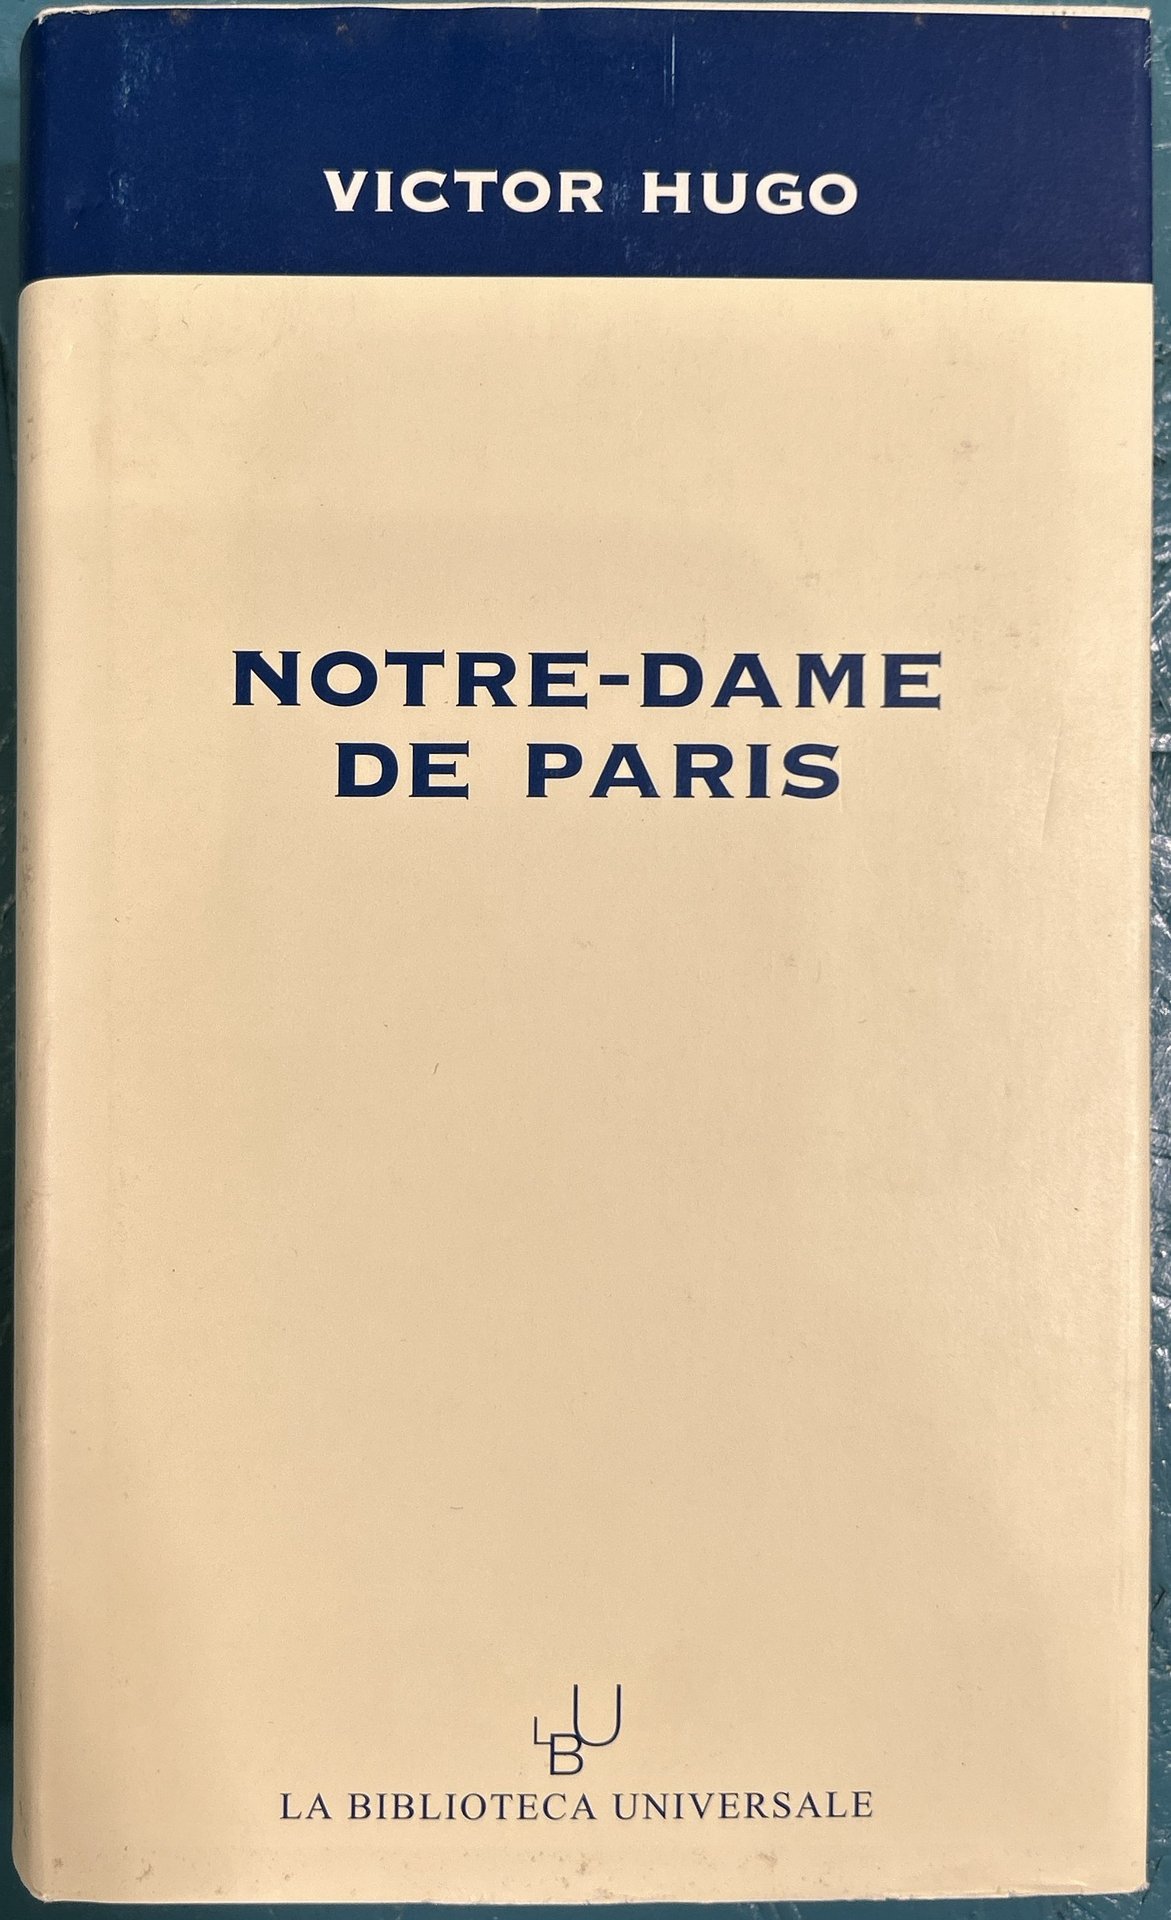 VICTOR HUGO
NOTRE-DAME
DE PARIS
LBU
LA BIBLIOTECA UNIVERSALE